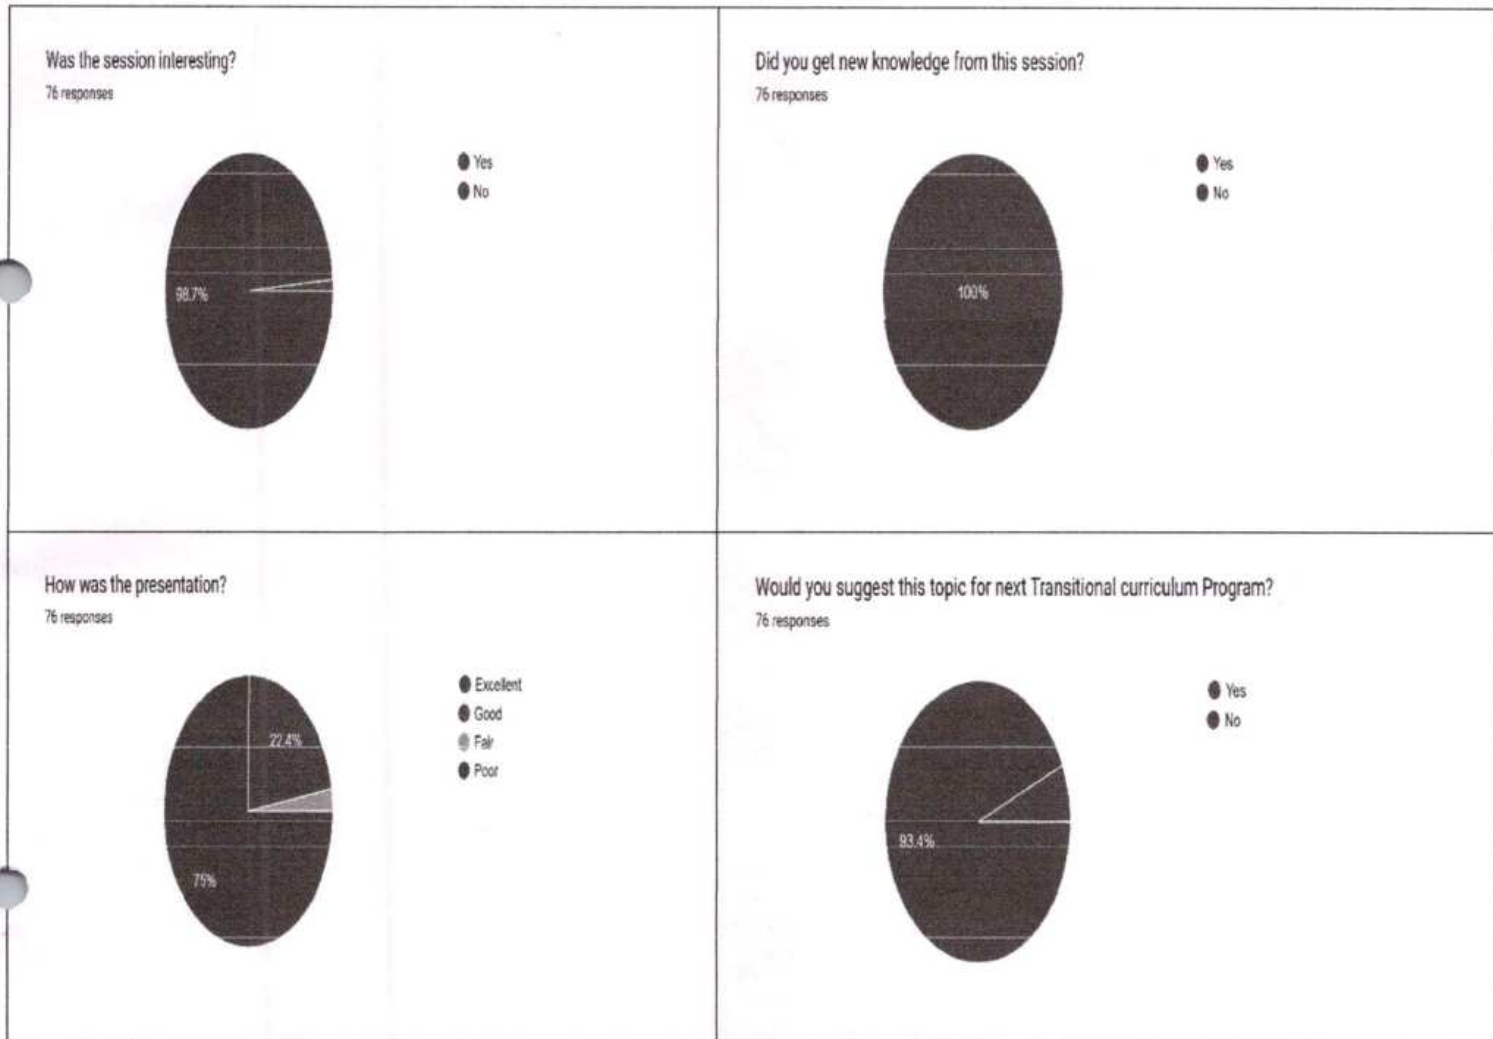 Was the session interesting?
76 responses
Yes
No
98.7%
Did you get new knowledge from this session?
76 responses
Yes
No
100%
How was the presentation?
76 responses
Excellent
Good
Fair
Poor
22.4%
75%
Would you suggest this topic for next Transitional curriculum Program?
76 responses
Yes
No
93.4%